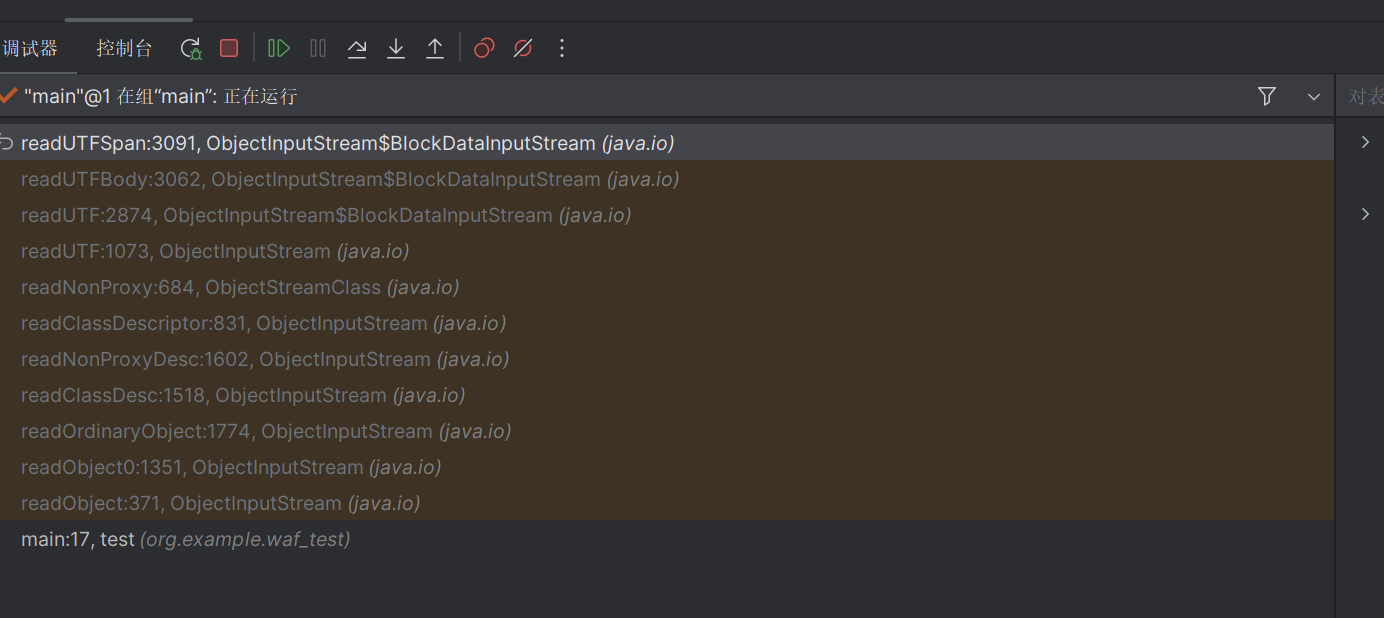 调试器 控制台
"main"@1 在组“main”: 正在运行
对表
readUTFSpan:3091, ObjectInputStream$BlockDataInputStream (java.io)
readUTFBody:3062, ObjectInputStream$BlockDataInputStream (java.io)
readUTF:2874, ObjectInputStream$BlockDataInputStream (java.io)
readUTF:1073, ObjectInputStream (java.io)
readNonProxy:684, ObjectStreamClass (java.io)
readClassDescriptor:831, ObjectInputStream (java.io)
readNonProxyDesc:1602, ObjectInputStream (java.io)
readClassDesc:1518, ObjectInputStream (java.io)
readOrdinaryObject:1774, ObjectInputStream (java.io)
readObject0:1351, ObjectInputStream (java.io)
readObject:371, ObjectInputStream (java.io)
main:17, test (org.example.waf_test)